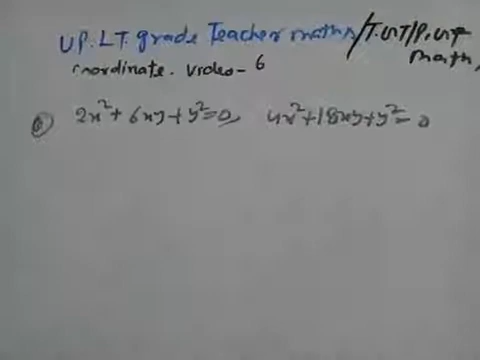 UP. LT. grade Teacher maths/T.GT/P.GT
math,
coordinate. video-6
2x²+6xy+y²=0, 4x²+18xy+y²=0